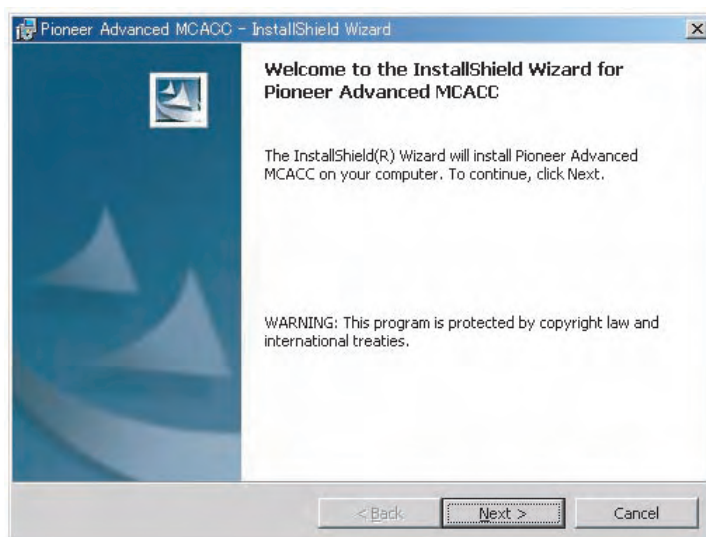 Pioneer Advanced MCACC - InstallShield Wizard
Welcome to the InstallShield Wizard for
Pioneer Advanced MCACC
The InstallShield(R) Wizard will install Pioneer Advanced
MCACC on your computer. To continue, click Next.
WARNING: This program is protected by copyright law and
international treaties.
< Back
Next >
Cancel